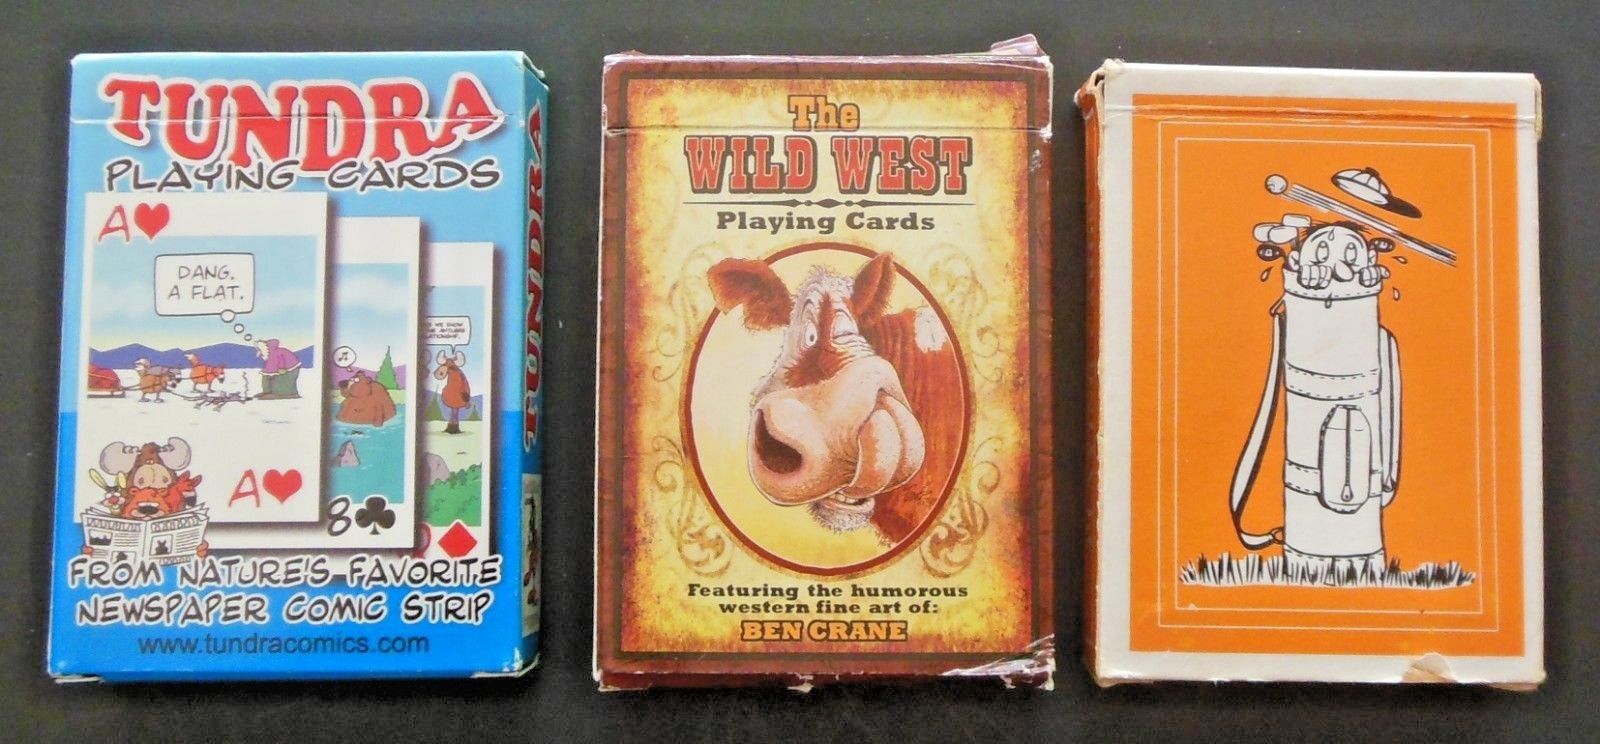 TUNDRA
PLAYING CARDS
A
DANG.
A FLAT.
A
8
FROM NATURE'S FAVORITE
NEWSPAPER COMIC STRIP
www.tundracomics.com
TUNDRA
The
WILD WEST
Playing Cards
Featuring the humorous
western fine art of:
BEN CRANE